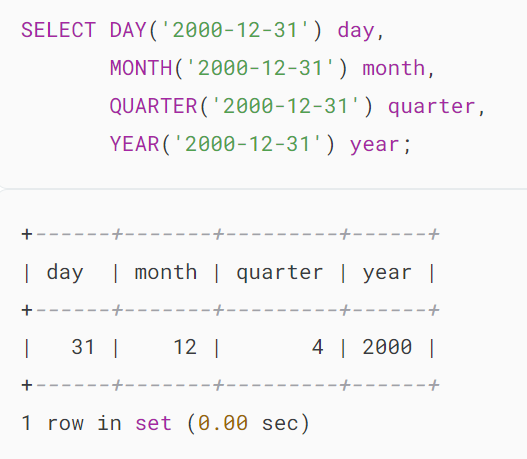 SELECT DAY('2000-12-31') day,
       MONTH('2000-12-31') month,
       QUARTER('2000-12-31') quarter,
       YEAR('2000-12-31') year;
+------+-------+---------+------+
| day  | month | quarter | year |
+------+-------+---------+------+
|   31 |    12 |       4 | 2000 |
+------+-------+---------+------+
1 row in set (0.00 sec)